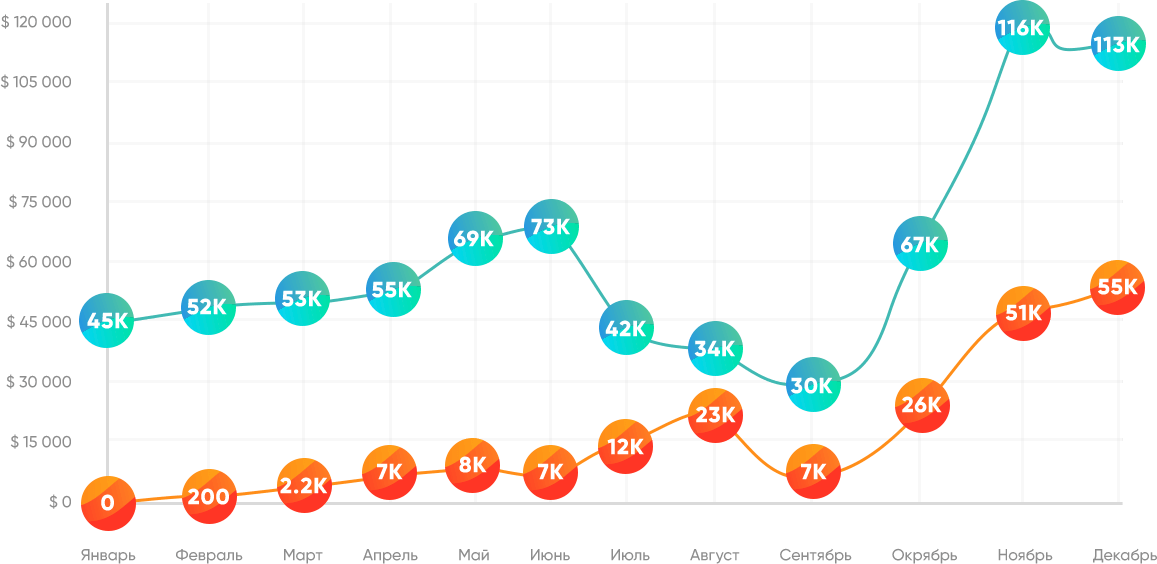 $ 120 000
$ 105 000
$ 90 000
$ 75 000
$ 60 000
$ 45 000
$ 30 000
$ 15 000
$ 0
45K
52K
53K
55K
69K
73K
42K
34K
30K
67K
116K
113K
0
200
2.2K
7K
8K
7K
12K
23K
7K
26K
51K
55K
Январь Февраль Март Апрель Май Июнь Июль Август Сентябрь Окрябрь Ноябрь Декабрь